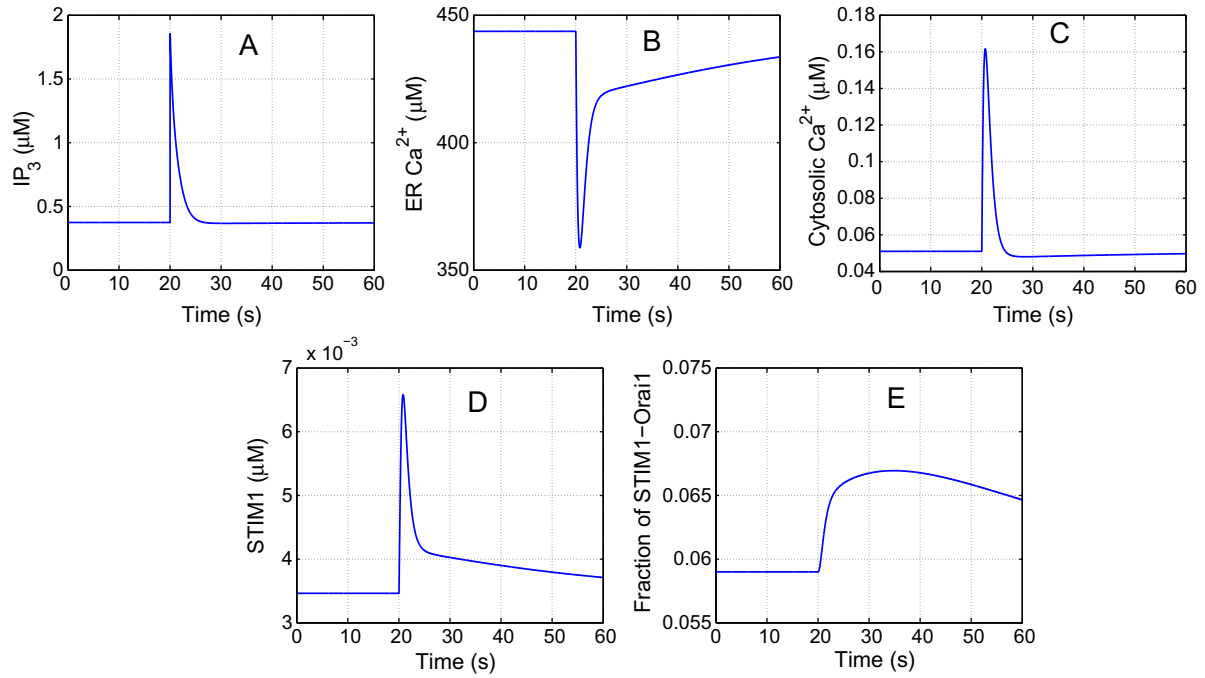 A
IP3 (μM)
2
1.5
1
0.5
0
0 10 20 30 40 50 60
Time (s)
B
ER Ca2+ (μM)
450
400
350
0 10 20 30 40 50 60
Time (s)
C
Cytosolic Ca2+ (μM)
0.18
0.16
0.14
0.12
0.1
0.08
0.06
0.04
0 10 20 30 40 50 60
Time (s)
D
x 10−3
STIM1 (μM)
7
6
5
4
3
0 10 20 30 40 50 60
Time (s)
E
Fraction of STIM1−Orai1
0.075
0.07
0.065
0.06
0.055
0 10 20 30 40 50 60
Time (s)